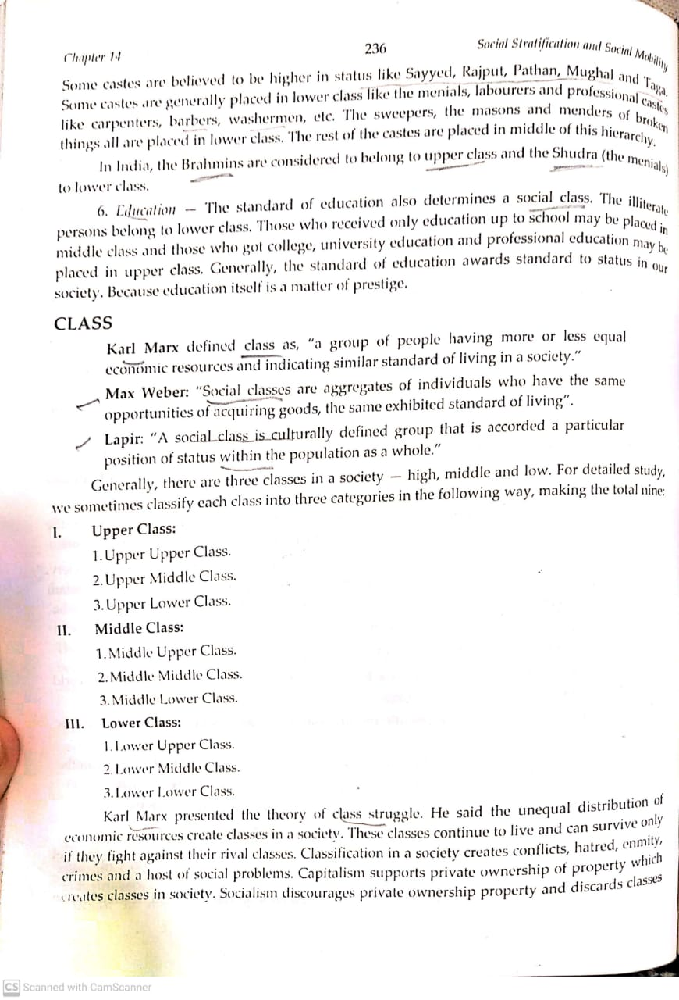 Chapter 14 236 Social Stratification and Social Mobility
Some castes are believed to be higher in status like Sayyed, Rajput, Pathan, Mughal and Taga.
Some castes are generally placed in lower class like the menials, labourers and professional castes
like carpenters, barbers, washermen, etc. The sweepers, the masons and menders of broken
things all are placed in lower class. The rest of the castes are placed in middle of this hierarchy.
In India, the Brahmins are considered to belong to upper class and the Shudra (the menials)
to lower class.
6. Education — The standard of education also determines a social class. The illiterate
persons belong to lower class. Those who received only education up to school may be placed in
middle class and those who got college, university education and professional education may be
placed in upper class. Generally, the standard of education awards standard to status in our
society. Because education itself is a matter of prestige.
CLASS
Karl Marx defined class as, “a group of people having more or less equal
economic resources and indicating similar standard of living in a society.”
Max Weber: “Social classes are aggregates of individuals who have the same
opportunities of acquiring goods, the same exhibited standard of living”.
Lapir: “A social class is culturally defined group that is accorded a particular
position of status within the population as a whole.”
Generally, there are three classes in a society — high, middle and low. For detailed study,
we sometimes classify each class into three categories in the following way, making the total nine:
I. Upper Class:
1. Upper Upper Class.
2. Upper Middle Class.
3. Upper Lower Class.
II. Middle Class:
1. Middle Upper Class.
2. Middle Middle Class.
3. Middle Lower Class.
III. Lower Class:
1. Lower Upper Class.
2. Lower Middle Class.
3. Lower Lower Class.
Karl Marx presented the theory of class struggle. He said the unequal distribution of
economic resources create classes in a society. These classes continue to live and can survive only
if they fight against their rival classes. Classification in a society creates conflicts, hatred, enmity,
crimes and a host of social problems. Capitalism supports private ownership of property which
creates classes in society. Socialism discourages private ownership property and discards classes
CS Scanned with CamScanner